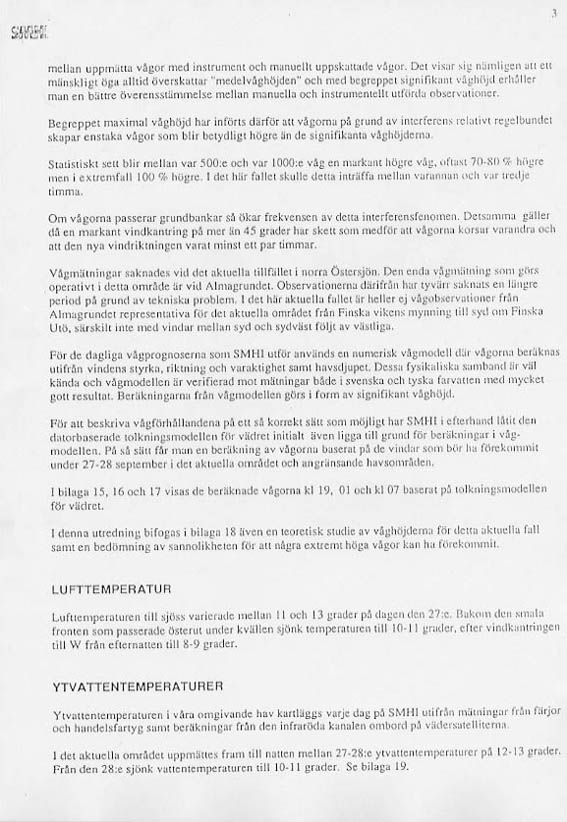 3
mellan uppmätta vågor med instrument och manuellt uppskattade vågor. Det visar sig nämligen att ett
mänskligt öga alltid överskattar "medelvåghöjden" och med begreppet signifikant våghöjd erhåller
man en bättre överensstämmelse mellan manuella och instrumentellt utförda observationer.
Begreppet maximal våghöjd har införts därför att vågorna på grund av interferens relativt regelbundet
skapar enstaka vågor som blir betydligt högre än de signifikanta våghöjderna.
Statistiskt sett blir mellan var 500:e och var 1000:e våg en markant högre våg, oftast 70-80 % högre
men i extremfall 100 % högre. I det här fallet skulle detta inträffa mellan varannan och var tredje
timma.
Om vågorna passerar grundbankar så ökar frekvensen av detta interferensfenomen. Detsamma gäller
då en markant vindkantring på mer än 45 grader har skett som medför att vågorna korsar varandra och
att den nya vindriktningen varat minst ett par timmar.
Vågmätningar saknades vid det aktuella tillfället i norra Östersjön. Den enda vågmätning som görs
operativt i detta område är vid Almagrundet. Observationerna därifrån har tyvärr saknats en längre
period på grund av tekniska problem. I det här aktuella fallet är heller ej vågobservationer från
Almagrundet representativa för det aktuella området från Finska vikens mynning till syd om Finska
Utö, särskilt inte med vindar mellan syd och sydväst följt av västliga.
För de dagliga vågprognoserna som SMHI utför används en numerisk vågmodell där vågorna beräknas
utifrån vindens styrka, riktning och varaktighet samt havsdjupet. Dessa fysikaliska samband är väl
kända och vågmodellen är verifierad mot mätningar både i svenska och tyska farvatten med mycket
gott resultat. Beräkningarna från vågmodellen görs i form av signifikant våghöjd.
För att beskriva vågförhållandena på ett så korrekt sätt som möjligt har SMHI i efterhand låtit den
datorbaserade tolkningsmodellen för vädret initialt även ligga till grund för beräkningar i våg-
modellen. På så sätt får man en beräkning av vågorna baserat på de vindar som bör ha förekommit
under 27-28 september i det aktuella området och angränsande havsområden.
I bilaga 15, 16 och 17 visas de beräknade vågorna kl 19, 01 och kl 07 baserat på tolkningsmodellen
för vädret.
I denna utredning bifogas i bilaga 18 även en teoretisk studie av våghöjderna för detta aktuella fall
samt en bedömning av sannolikheten för att några extremt höga vågor kan ha förekommit.
LUFTTEMPERATUR
Lufttemperaturen till sjöss varierade mellan 11 och 13 grader på dagen den 27:e. Bakom den smala
fronten som passerade österut under kvällen sjönk temperaturen till 10-11 grader, efter vindkantringen
till W från efternatten till 8-9 grader.
YTVATTENTEMPERATURER
Ytvattentemperaturen i våra omgivande hav kartläggs varje dag på SMHI utifrån mätningar från färjor
och handelsfartyg samt beräkningar från den infraröda kanalen ombord på vädersatelliterna.
I det aktuella området uppmättes fram till natten mellan 27-28:e ytvattentemperaturer på 12-13 grader.
Från den 28:e sjönk vattentemperaturen till 10-11 grader. Se bilaga 19.